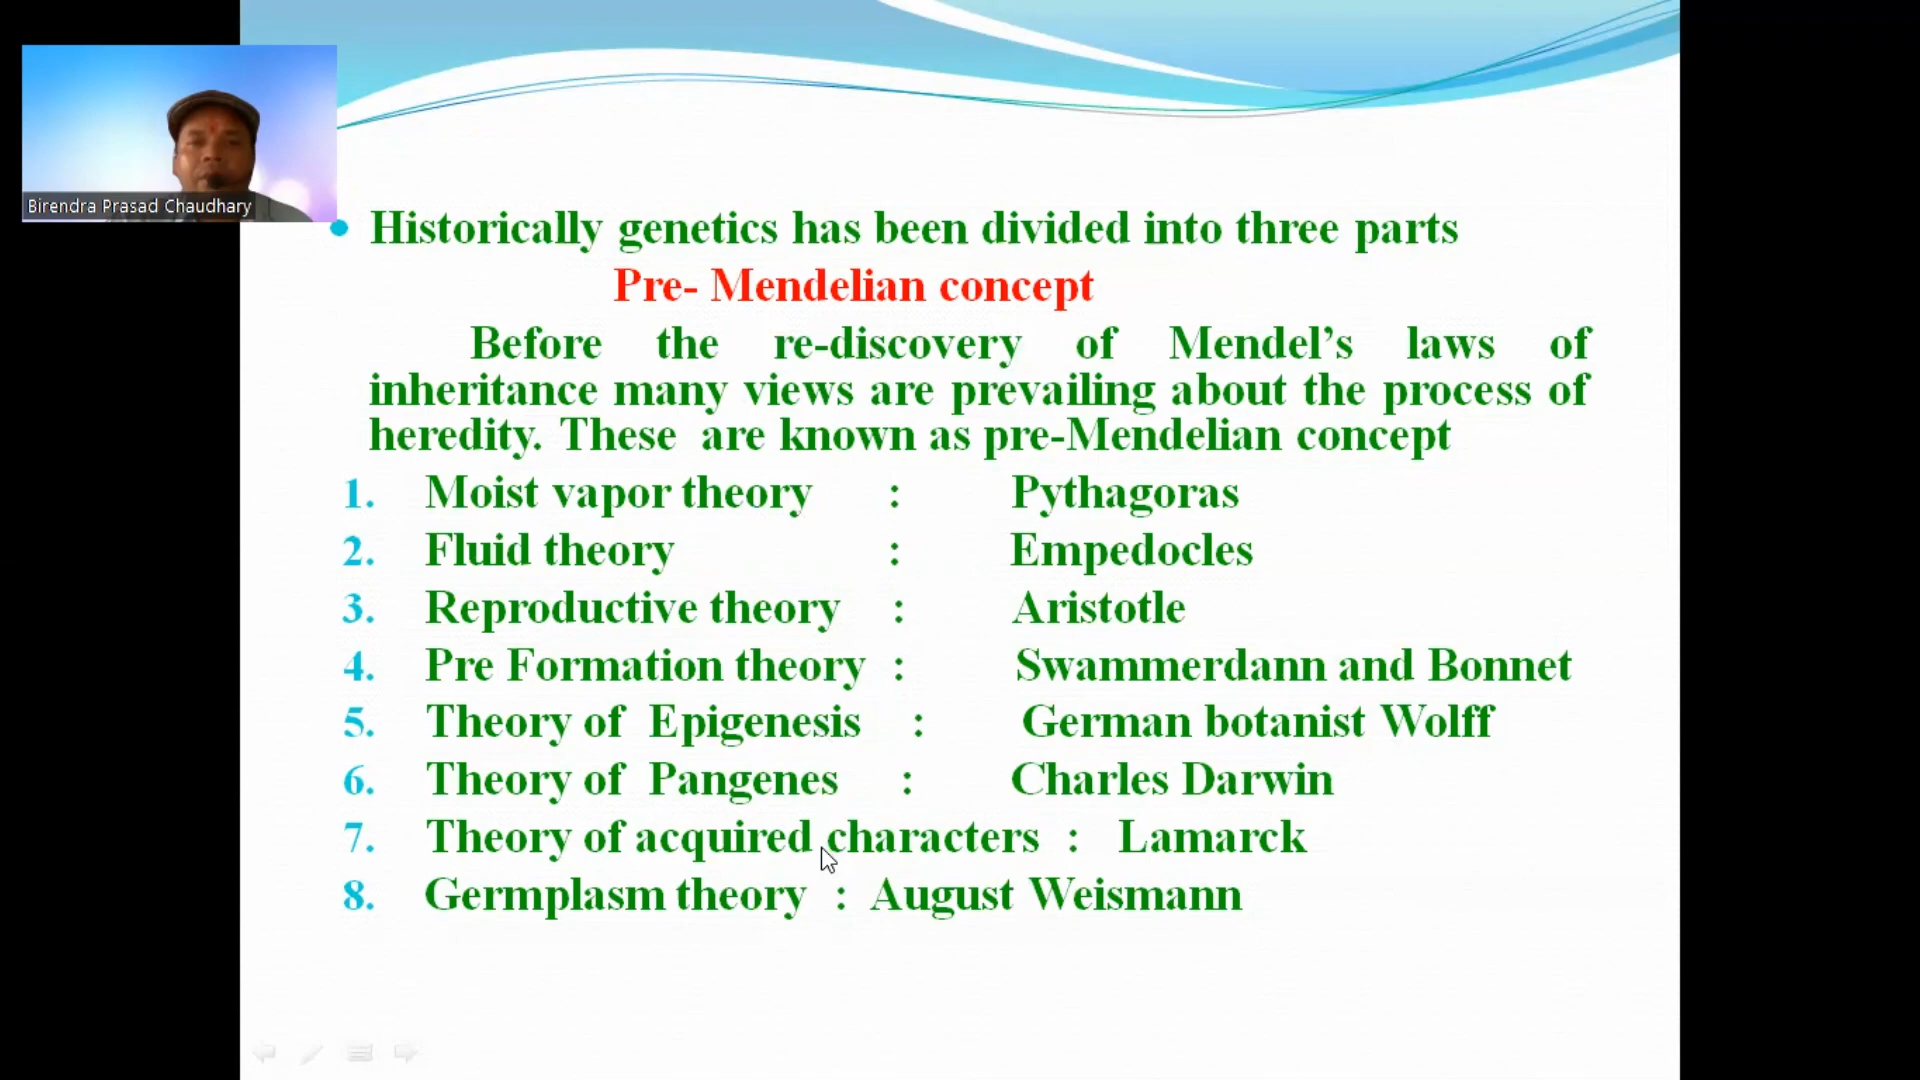 Birendra Prasad Chaudhary
• Historically genetics has been divided into three parts
Pre- Mendelian concept
Before the re-discovery of Mendel’s laws of
inheritance many views are prevailing about the process of
heredity. These are known as pre-Mendelian concept
1. Moist vapor theory : Pythagoras
2. Fluid theory : Empedocles
3. Reproductive theory : Aristotle
4. Pre Formation theory : Swammerdann and Bonnet
5. Theory of Epigenesis : German botanist Wolff
6. Theory of Pangenes : Charles Darwin
7. Theory of acquired characters : Lamarck
8. Germplasm theory : August Weismann